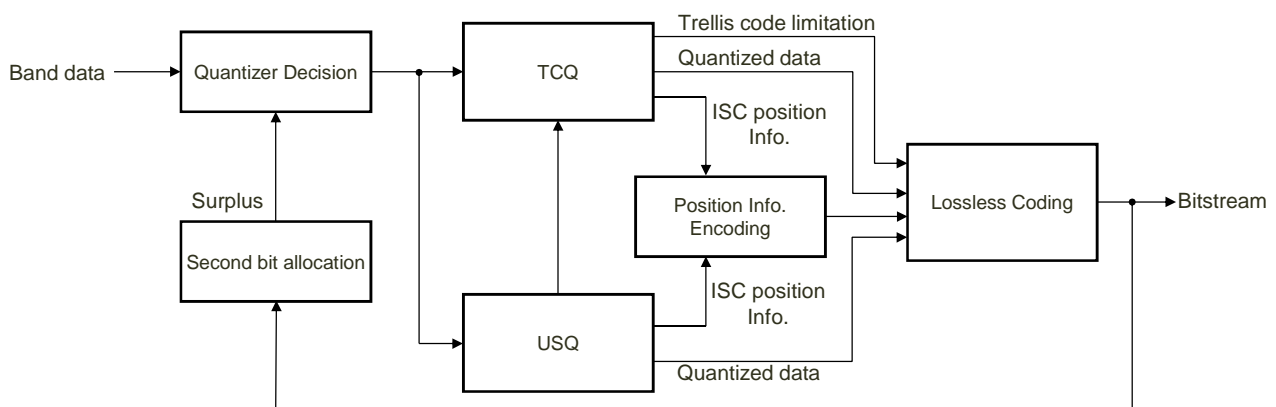 Trellis code limitation
Quantized data
Band data
Quantizer Decision
TCQ
ISC position
Info.
Surplus
Position Info.
Encoding
Lossless Coding
Bitstream
Second bit allocation
ISC position
Info.
USQ
Quantized data